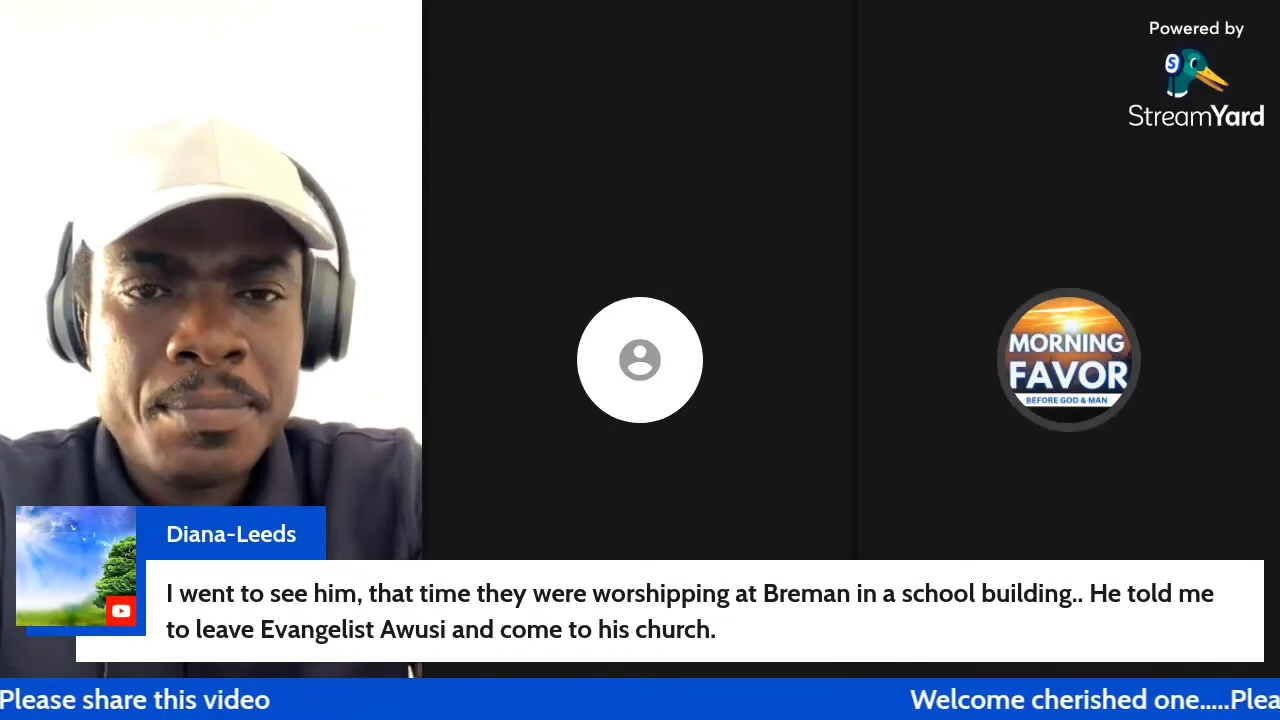 Powered by
S
StreamYard
MORNING
FAVOR
BEFORE GOD & MAN
Diana-Leeds
I went to see him, that time they were worshipping at Breman in a school building.. He told me
to leave Evangelist Awusi and come to his church.
Please share this video
Welcome cherished one.....Plea